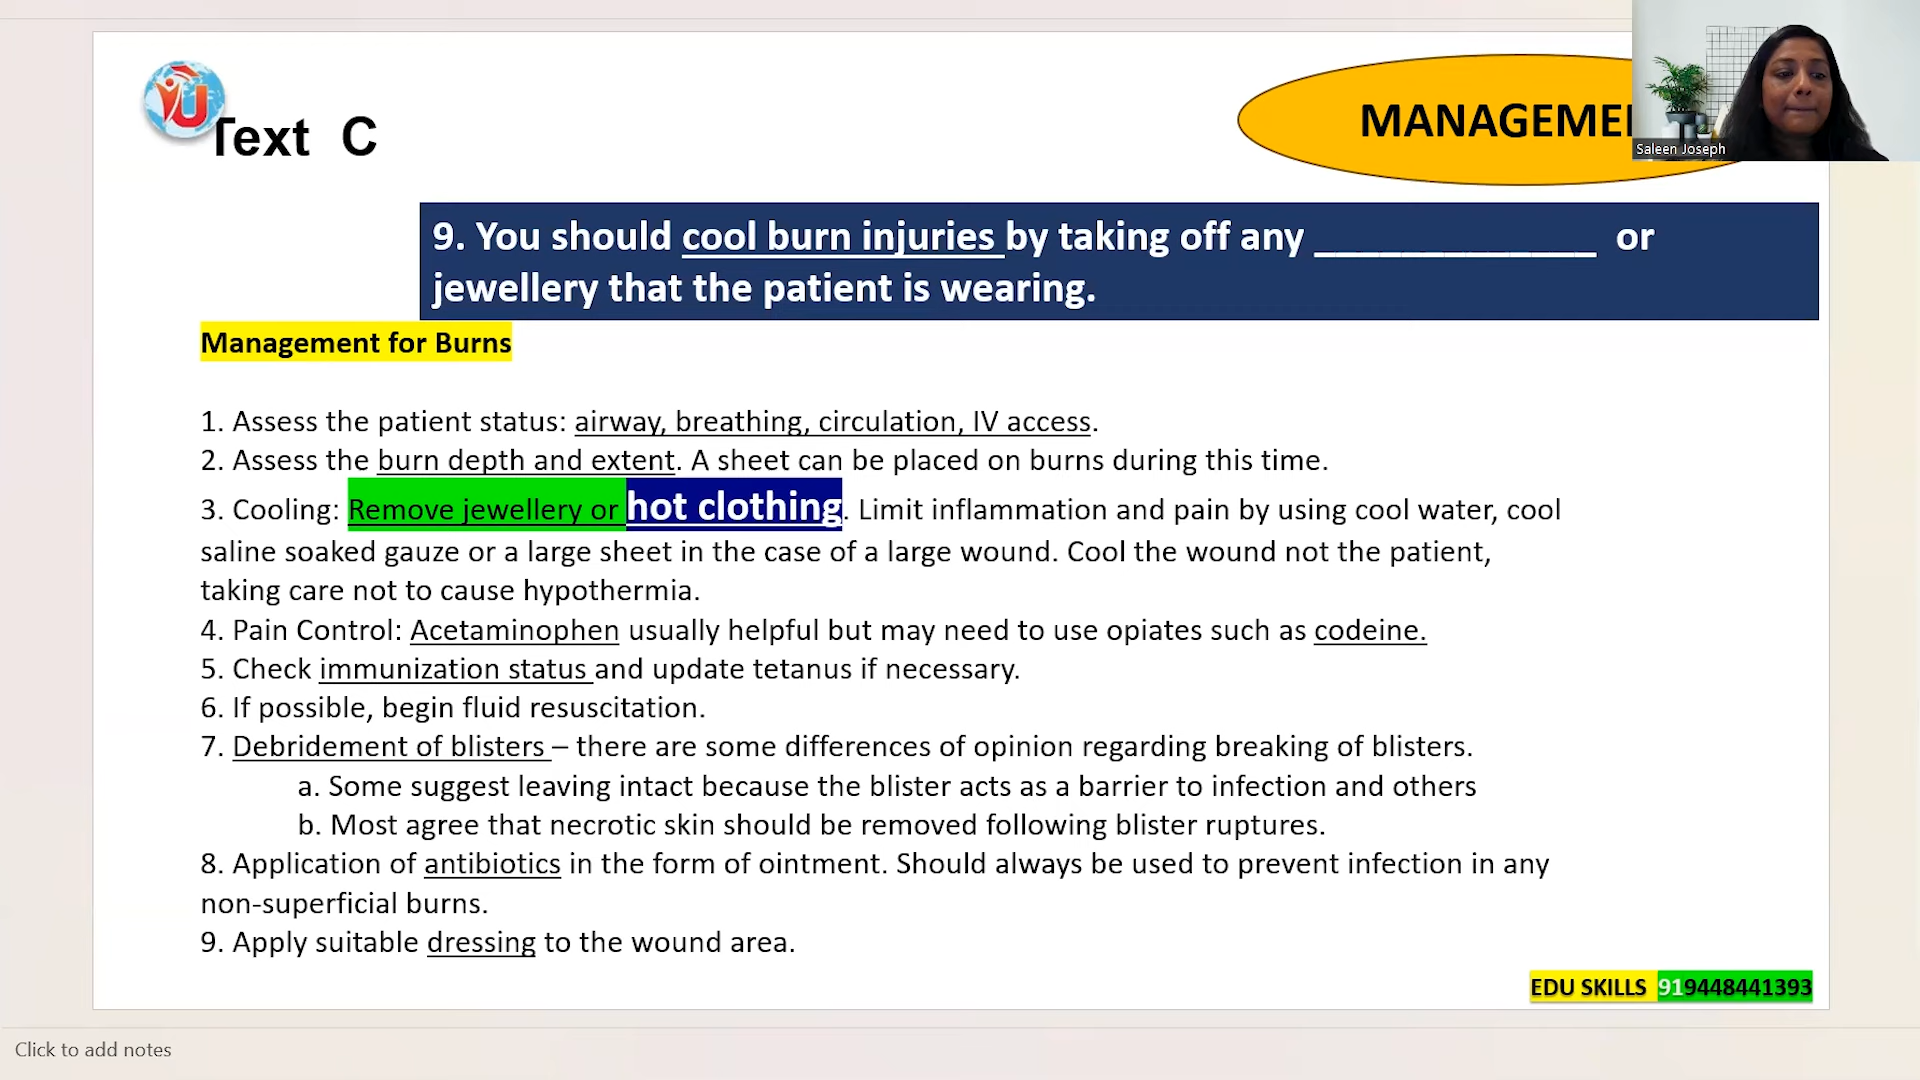 Text C
MANAGEME
Saleen Joseph
9. You should cool burn injuries by taking off any ______________ or
jewellery that the patient is wearing.
Management for Burns
1. Assess the patient status: airway, breathing, circulation, IV access.
2. Assess the burn depth and extent. A sheet can be placed on burns during this time.
3. Cooling: Remove jewellery or hot clothing. Limit inflammation and pain by using cool water, cool
saline soaked gauze or a large sheet in the case of a large wound. Cool the wound not the patient,
taking care not to cause hypothermia.
4. Pain Control: Acetaminophen usually helpful but may need to use opiates such as codeine.
5. Check immunization status and update tetanus if necessary.
6. If possible, begin fluid resuscitation.
7. Debridement of blisters – there are some differences of opinion regarding breaking of blisters.
a. Some suggest leaving intact because the blister acts as a barrier to infection and others
b. Most agree that necrotic skin should be removed following blister ruptures.
8. Application of antibiotics in the form of ointment. Should always be used to prevent infection in any
non-superficial burns.
9. Apply suitable dressing to the wound area.
EDU SKILLS 919448441393
Click to add notes